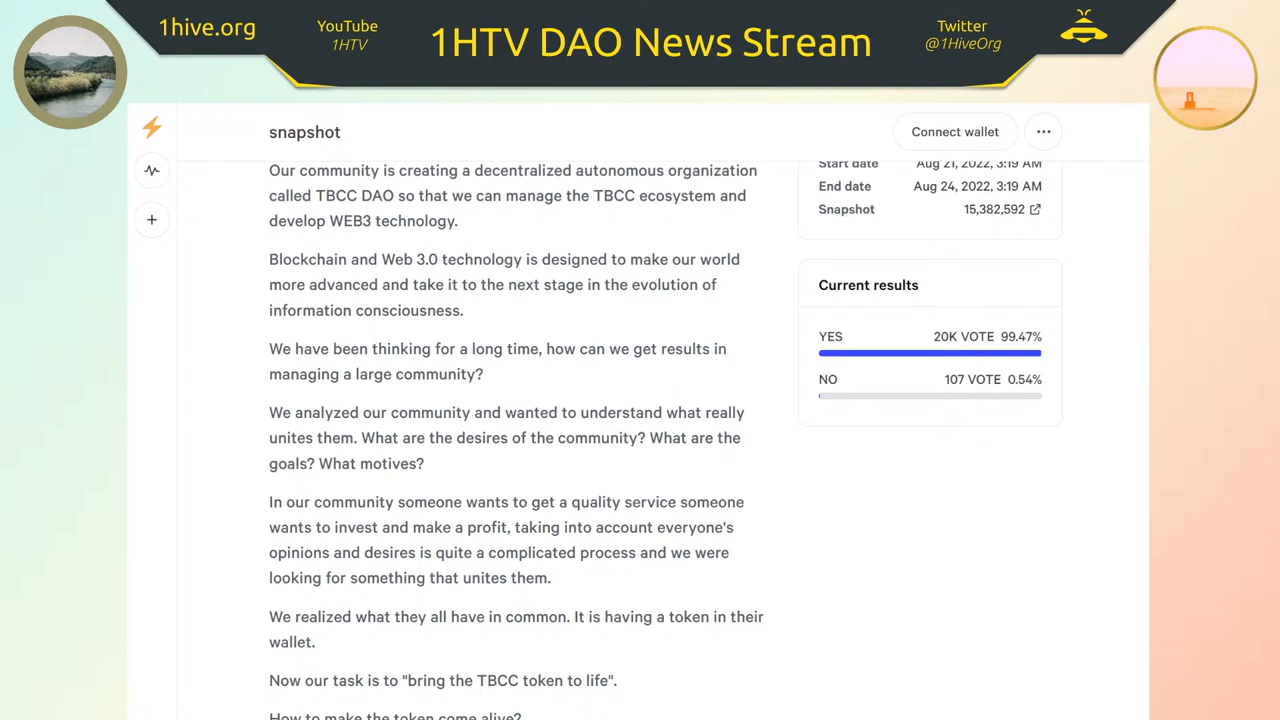 1hive.org
YouTube
1HTV
1HTV DAO News Stream
Twitter
@1HiveOrg
snapshot
Connect wallet
Our community is creating a decentralized autonomous organization
called TBCC DAO so that we can manage the TBCC ecosystem and
develop WEB3 technology.
Blockchain and Web 3.0 technology is designed to make our world
more advanced and take it to the next stage in the evolution of
information consciousness.
We have been thinking for a long time, how can we get results in
managing a large community?
We analyzed our community and wanted to understand what really
unites them. What are the desires of the community? What are the
goals? What motives?
In our community someone wants to get a quality service someone
wants to invest and make a profit, taking into account everyone's
opinions and desires is quite a complicated process and we were
looking for something that unites them.
We realized what they all have in common. It is having a token in their
wallet.
Now our task is to "bring the TBCC token to life".
How to make the token come alive?
Start date Aug 21, 2022, 3:19 AM
End date Aug 24, 2022, 3:19 AM
Snapshot 15,382,592
Current results
YES 20K VOTE 99.47%
NO 107 VOTE 0.54%